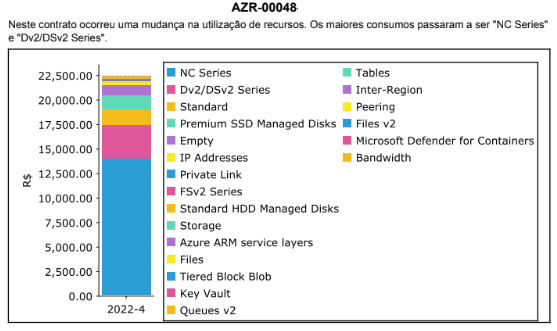 AZR-00048
Neste contrato ocorreu uma mudança na utilização de recursos. Os maiores consumos passaram a ser "NC Series"
e "Dv2/DSv2 Series".
22,500.00
20,000.00
17,500.00
15,000.00
12,500.00
10,000.00
7,500.00
5,000.00
2,500.00
0.00
R$
2022-4
NC Series
Dv2/DSv2 Series
Standard
Premium SSD Managed Disks
Empty
IP Addresses
Private Link
FSv2 Series
Standard HDD Managed Disks
Storage
Azure ARM service layers
Files
Tiered Block Blob
Key Vault
Queues v2
Tables
Inter-Region
Peering
Files v2
Microsoft Defender for Containers
Bandwidth